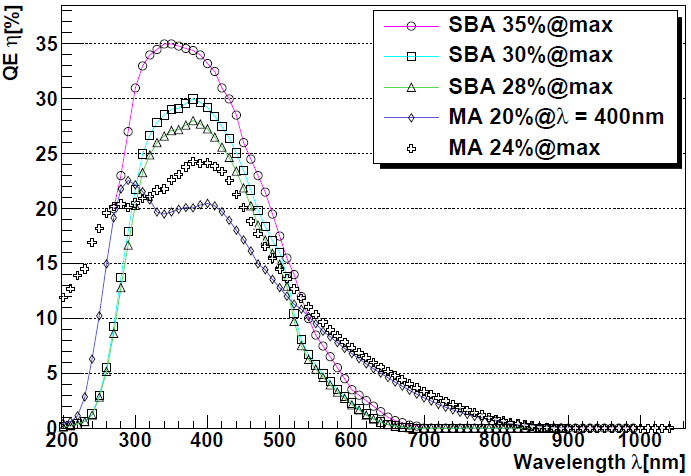 QE η[%]
35
30
25
20
15
10
5
0
200 300 400 500 600 700 800 900 1000
Wavelength λ[nm]
SBA 35%@max
SBA 30%@max
SBA 28%@max
MA 20%@λ = 400nm
MA 24%@max